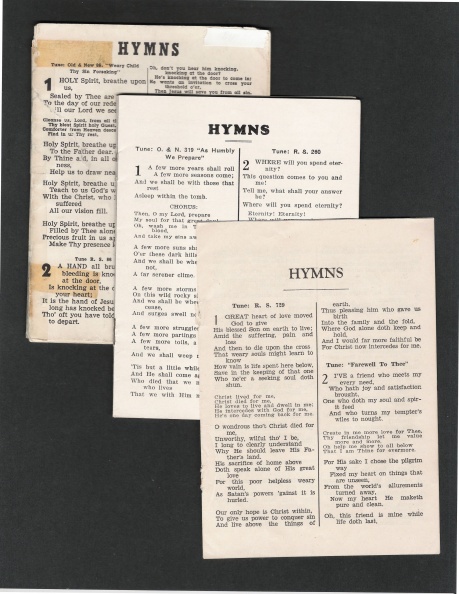 HYMNS
Tune: Old & New 98. "Weary Child
Thy His Forsaking"
1 HOLY Spirit, breathe upon
us,
Sealed by Thee are
To the day of our rede
'Til our Lord we see
Cleanse us, Lord, from all th
Thy blest Spirit holy Guest,
Comforter from Heaven desce
Find in us Thy rest.
Holy Spirit, breathe u
To the Father dear,
By Thine aid, in all o
ness,
Help us to draw nea
Holy Spirit, breathe u
Teach us to God's w
With the Christ, who
suffered
All our vision fill.
Holy Spirit, breathe u
Filled by Thee alone
Precious fruit in us ap
Make Thy presence
Tune R. S.
2 A HAND all bru
bleeding is kno
at the door,
Is knocking at the
your heart;
It is the hand of Jesu
long has knocked be
Tho' oft you have told
to depart.
Oh, don't you hear him knocking,
knocking at the door?
He's knocking at the door to come in;
We wants an invitation to cross your
threshold o'er,
Then Jesus will save you from all sin.
HYMNS
Tune: O. & N. 319 "As Humbly
We Prepare"
1 A few more years shall roll
A few more seasons come;
And we shall be with those that
rest
Asleep within the tomb.
CHORUS:
Then, O my Lord, prepare
My soul for that great
Oh, wash me in
blood,
And take my sins aw
A few more suns sh
O'er these dark hills
And we shall be whe
not,
A far serener clime.
A few more storms
On this wild rocky s
And we shall be whe
cease,
And surges swell no
A few more struggles
A few more partings
A few more toils, a
tears,
And we shall weep
'Tis but a little while
And He shall come a
Who died that we m
who lives
That we with Him
Tune: R. S. 260
2 WHERE will you spend eter-
nity?
This question comes to you and
me!
Tell me, what shall your answer
be?
Where will you spend eternity?
Eternity! Eternity!
HYMNS
Tune: R. S. 729
1 GREAT heart of love moved
God to give
His blessed Son on earth to live;
Amid the suffering, pain and
loss
And to die upon the cross
That weary souls might learn to
know
How vain is life spent here below,
Save in the keeping of that one
Who ne'er a seeking soul doth
shun.
Christ lived for me,
Christ died for me,
He loves to live and dwell in me;
He intercedes with God for me,
He's one day coming back for me.
O wondrous tho't Christ died for
me,
Unworthy, wilful tho' I be,
I long to clearly understand
Why He should leave His Fa-
ther's land,
His sacrifice of home above
Doth speak alone of His great
love
For this poor helpless weary
world,
As Satan's powers 'gainst it is
hurled.
Our only hope is Christ within,
To give us power to conquer sin
And live above the things of
earth.
Thus pleasing him who gave us
birth
Into the family and the fold,
Where God alone doth keep and
hold,
And I would far more faithful be
For Christ now intercedes for me.
Tune: "Farewell To Thee"
2 I'VE a friend who meets my
every need,
Who hath joy and satisfaction
brought,
One who doth my soul and spir-
it feed
And who turns my tempter's
wiles to nought.
Create in me more love for Thee;
Thy friendship let me value
more and more,
Oh help me show to all below
That I am Thine for evermore.
For His sake I chose the pilgrim
way
Fixed my heart on things that
are unseen,
From the world's allurements
turned away,
Now my heart He maketh
pure and clean.
Oh, this friend is mine while
life doth last,